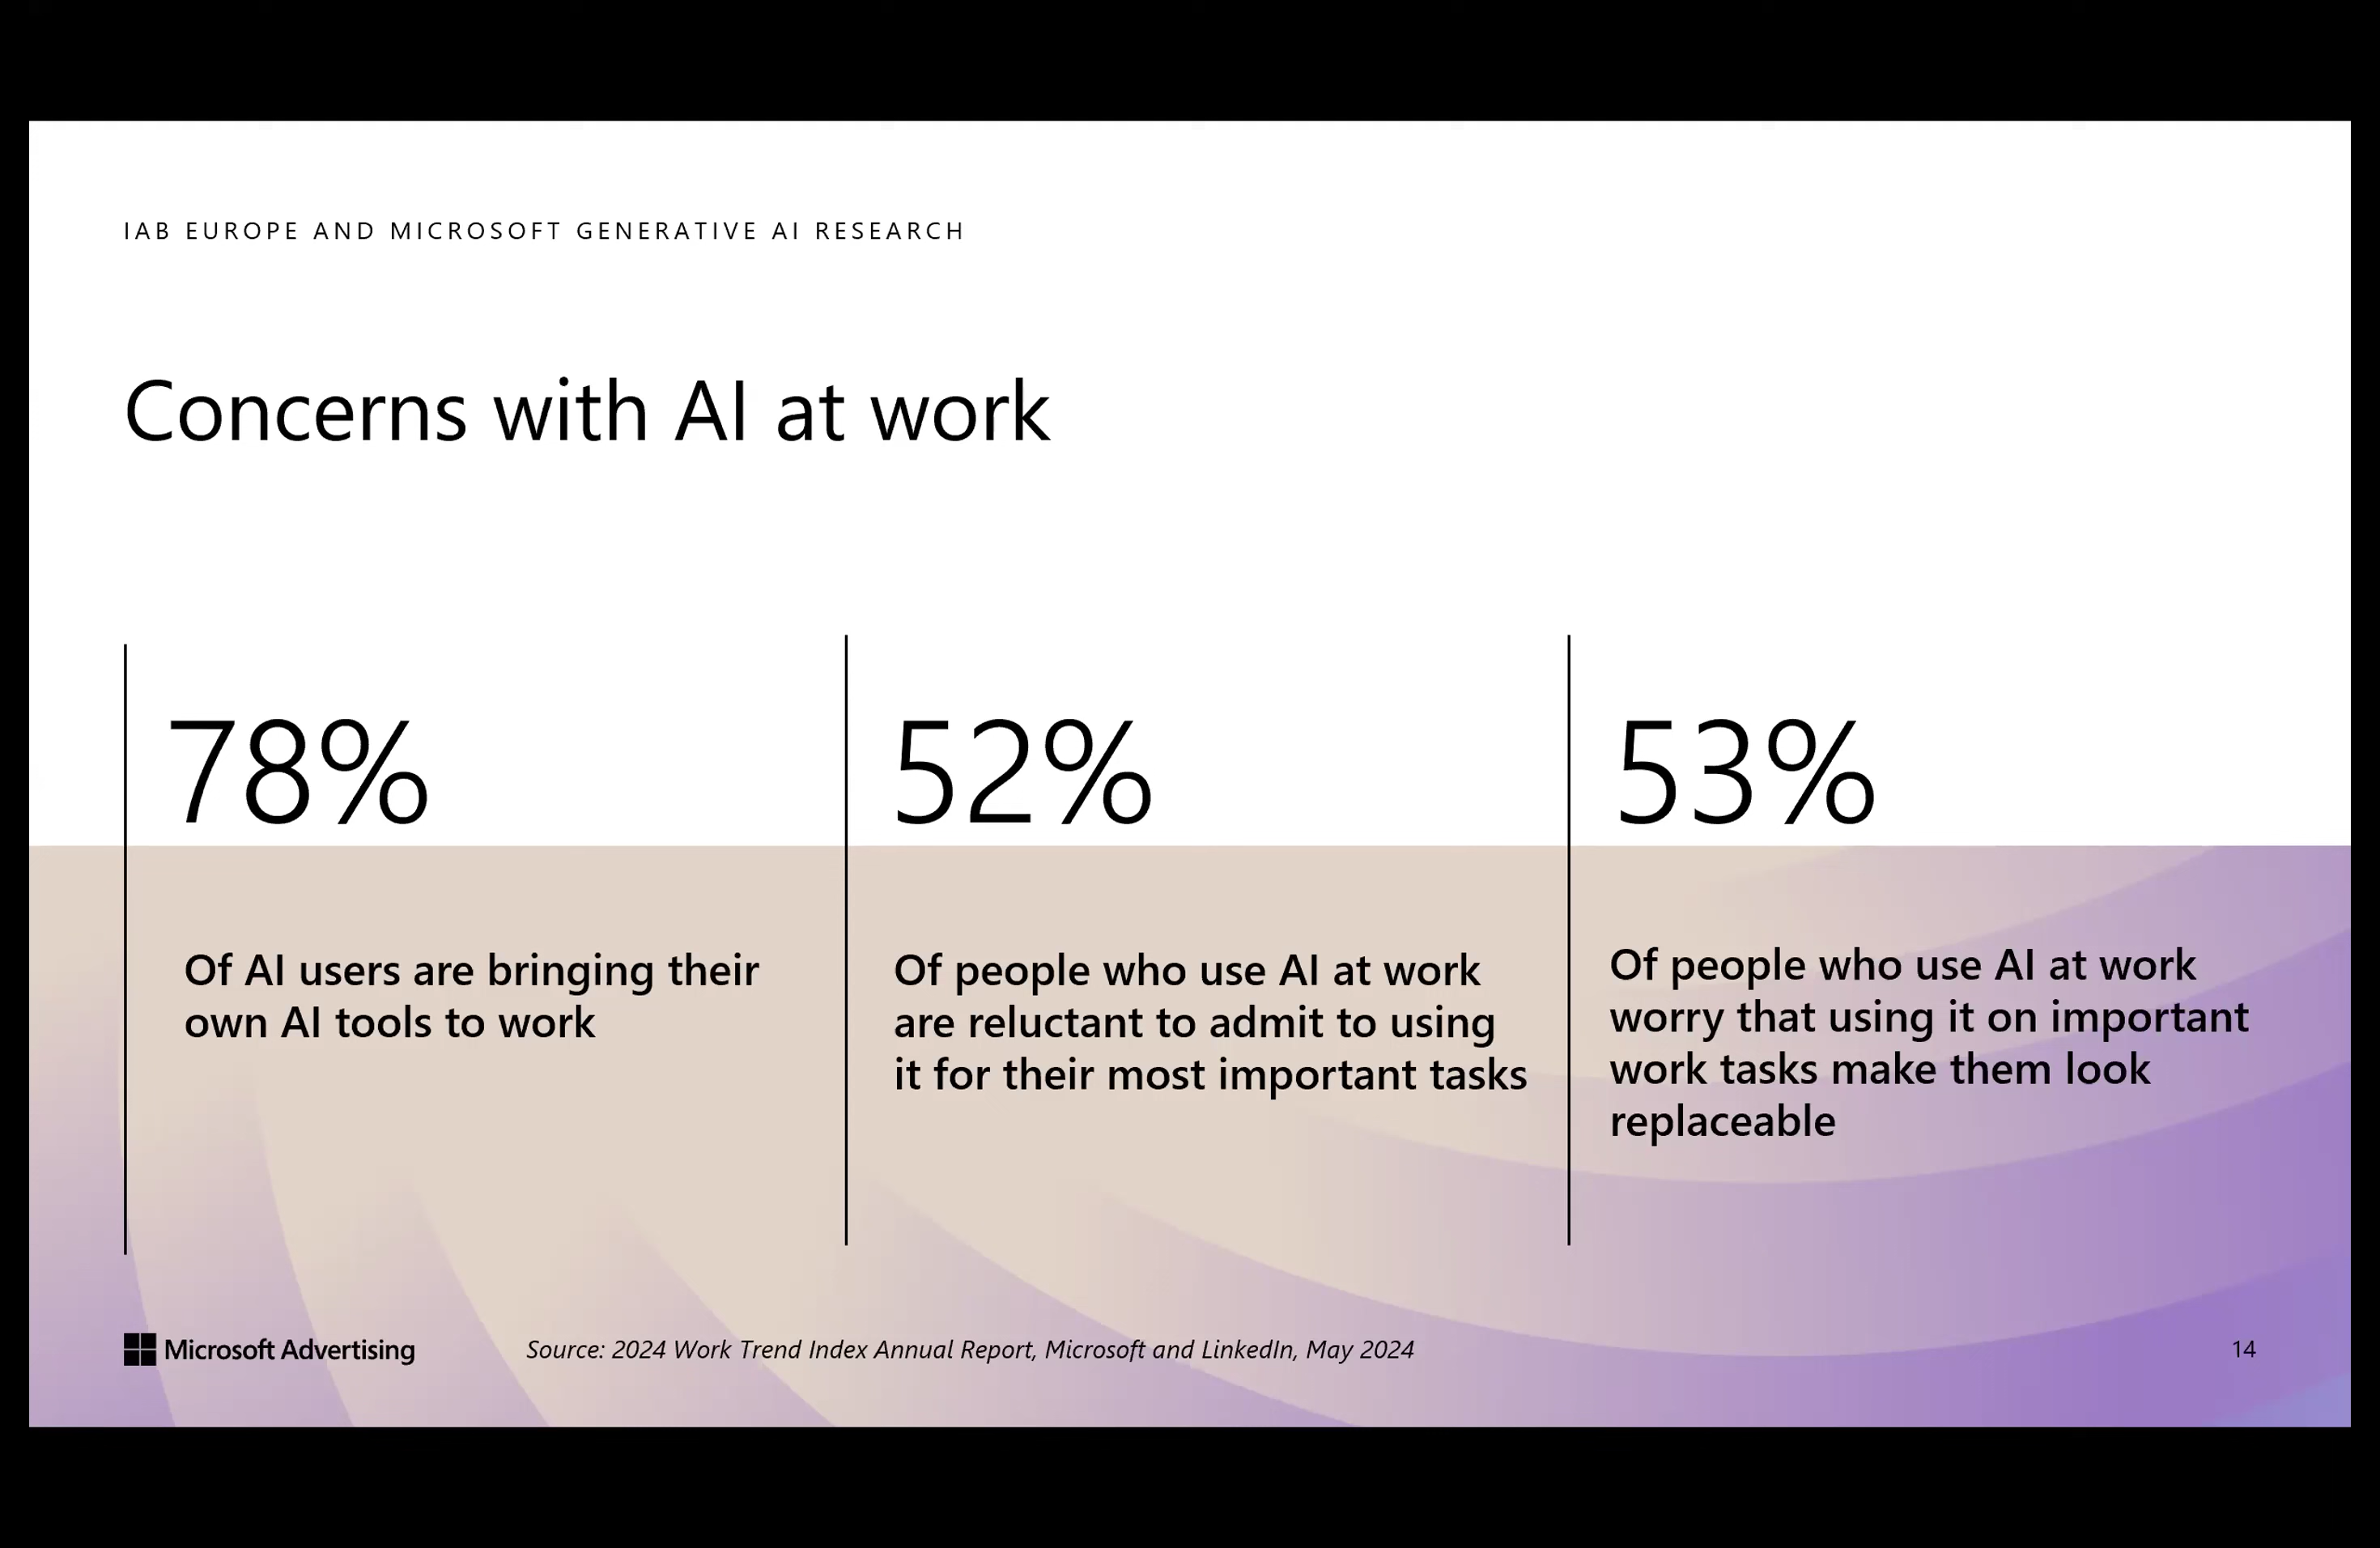 IAB EUROPE AND MICROSOFT GENERATIVE AI RESEARCH
Concerns with AI at work
78%
Of AI users are bringing their
own AI tools to work
52%
Of people who use AI at work
are reluctant to admit to using
it for their most important tasks
53%
Of people who use AI at work
worry that using it on important
work tasks make them look
replaceable
Microsoft Advertising
Source: 2024 Work Trend Index Annual Report, Microsoft and LinkedIn, May 2024
14